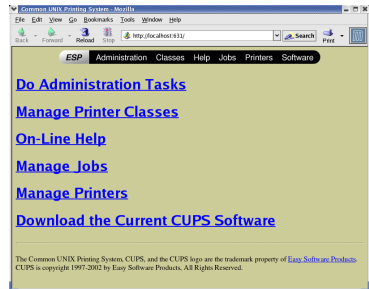 Common UNIX Printing System - Mozilla
File Edit View Go Bookmarks Tools Window Help
Back Forward Reload Stop http://localhost:631/ Search Print
ESP Administration Classes Help Jobs Printers Software
Do Administration Tasks
Manage Printer Classes
On-Line Help
Manage Jobs
Manage Printers
Download the Current CUPS Software
The Common UNIX Printing System, CUPS, and the CUPS logo are the trademark property of Easy Software Products.
CUPS is copyright 1997-2002 by Easy Software Products, All Rights Reserved.